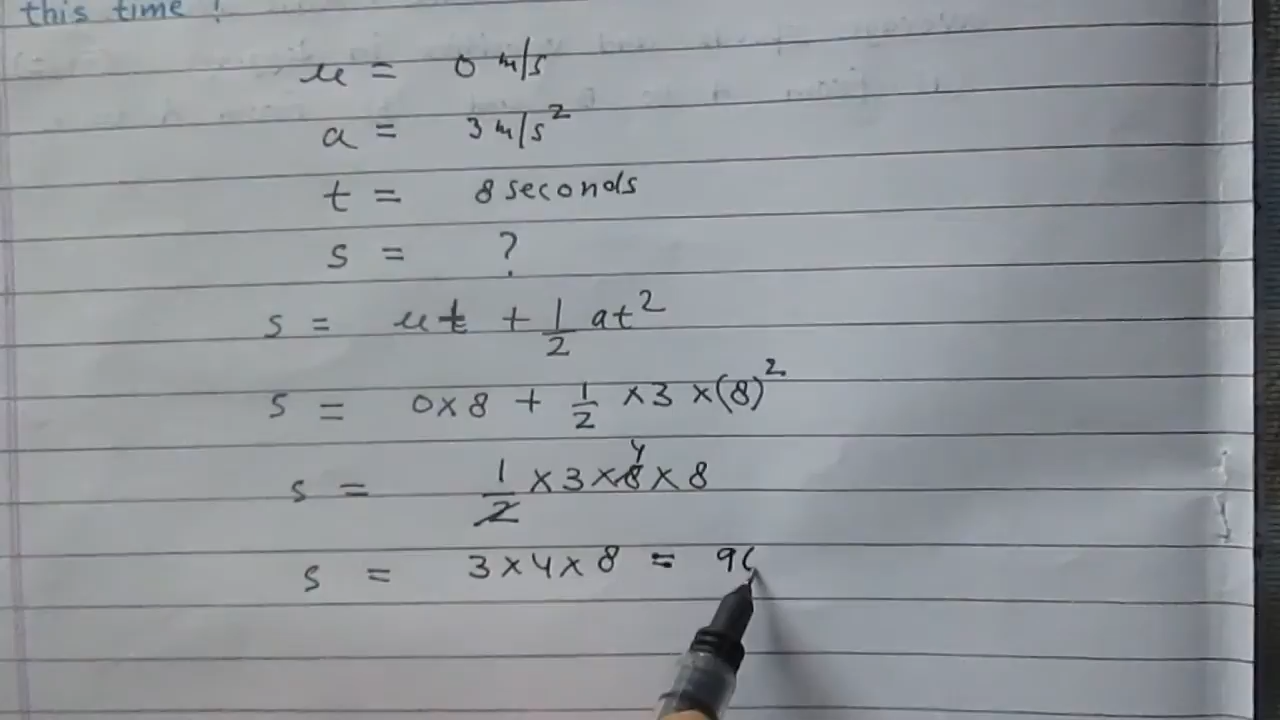 this time ?
u = 0 m/s
a = 3 m/s²
t = 8 seconds
s = ?
s = ut + 1/2 at²
s = 0 × 8 + 1/2 × 3 × (8)²
s = 1/2 × 3 × 8 4 × 8
s = 3 × 4 × 8 = 96